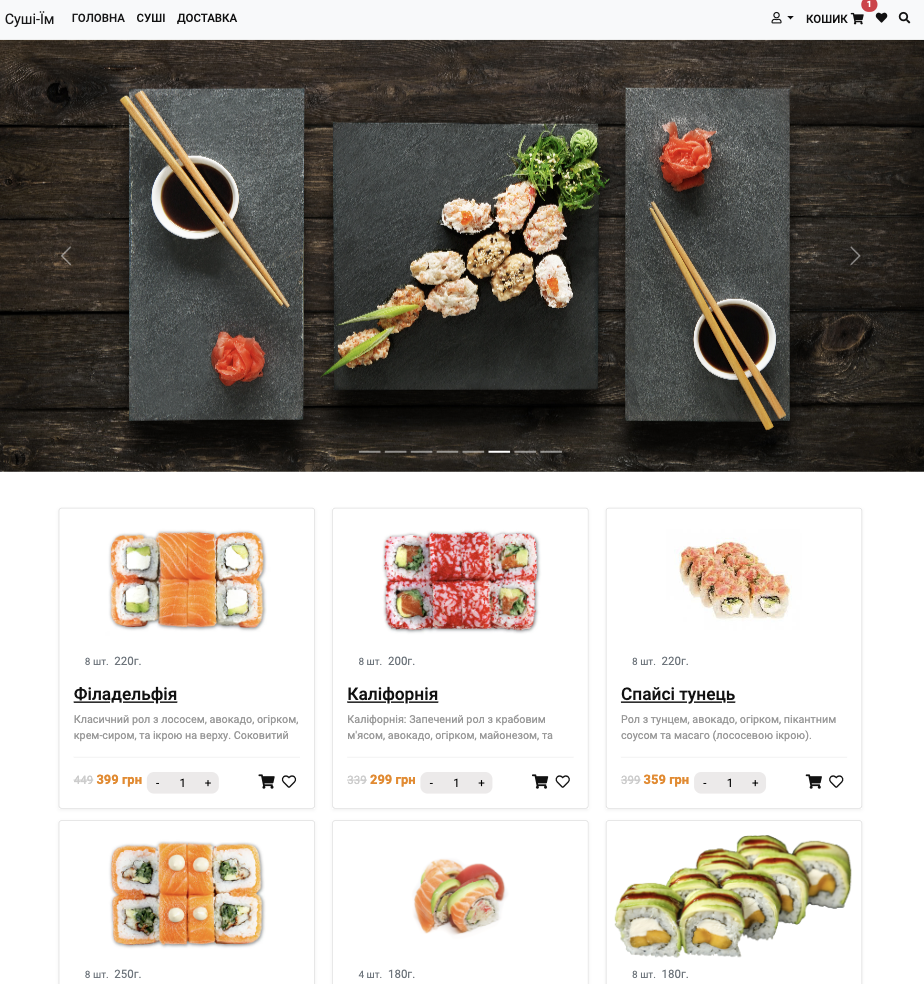 Суші-Їм ГОЛОВНА СУШІ ДОСТАВКА КОШИК 1
8 шт. 220г.
Філадельфія
Класичний рол з лососем, авокадо, огірком,
крем-сиром, та ікрою на верху. Соковитий
449 399 грн - 1 +
8 шт. 200г.
Каліфорнія
Каліфорнія: Запечений рол з крабовим
м'ясом, авокадо, огірком, майонезом, та
339 299 грн - 1 +
8 шт. 220г.
Спайсі тунець
Рол з тунцем, авокадо, огірком, пікантним
соусом та масаго (лососевою ікрою).
399 359 грн - 1 +
8 шт. 250г.
4 шт. 180г.
8 шт. 180г.